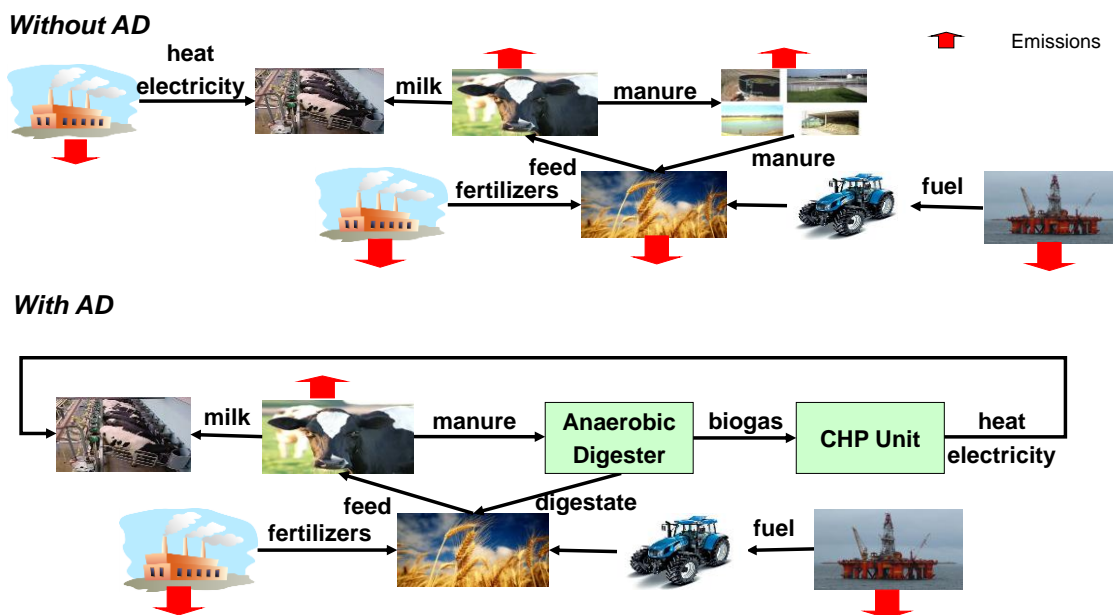 Without AD
Emissions
heat
electricity
milk
manure
manure
feed
fertilizers
fuel
With AD
milk
manure
Anaerobic
Digester
biogas
CHP Unit
heat
electricity
feed
digestate
fertilizers
fuel